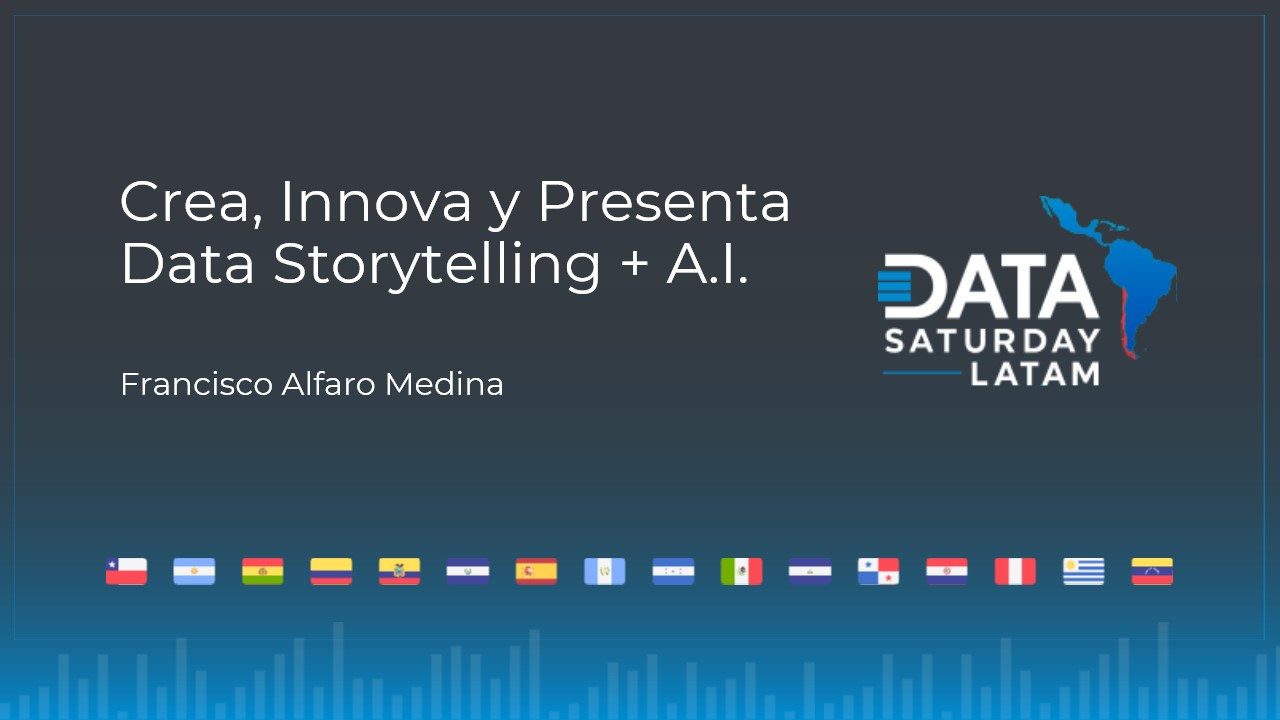 Crea, Innova y Presenta
Data Storytelling + A.I.
Francisco Alfaro Medina
DATA
SATURDAY
LATAM